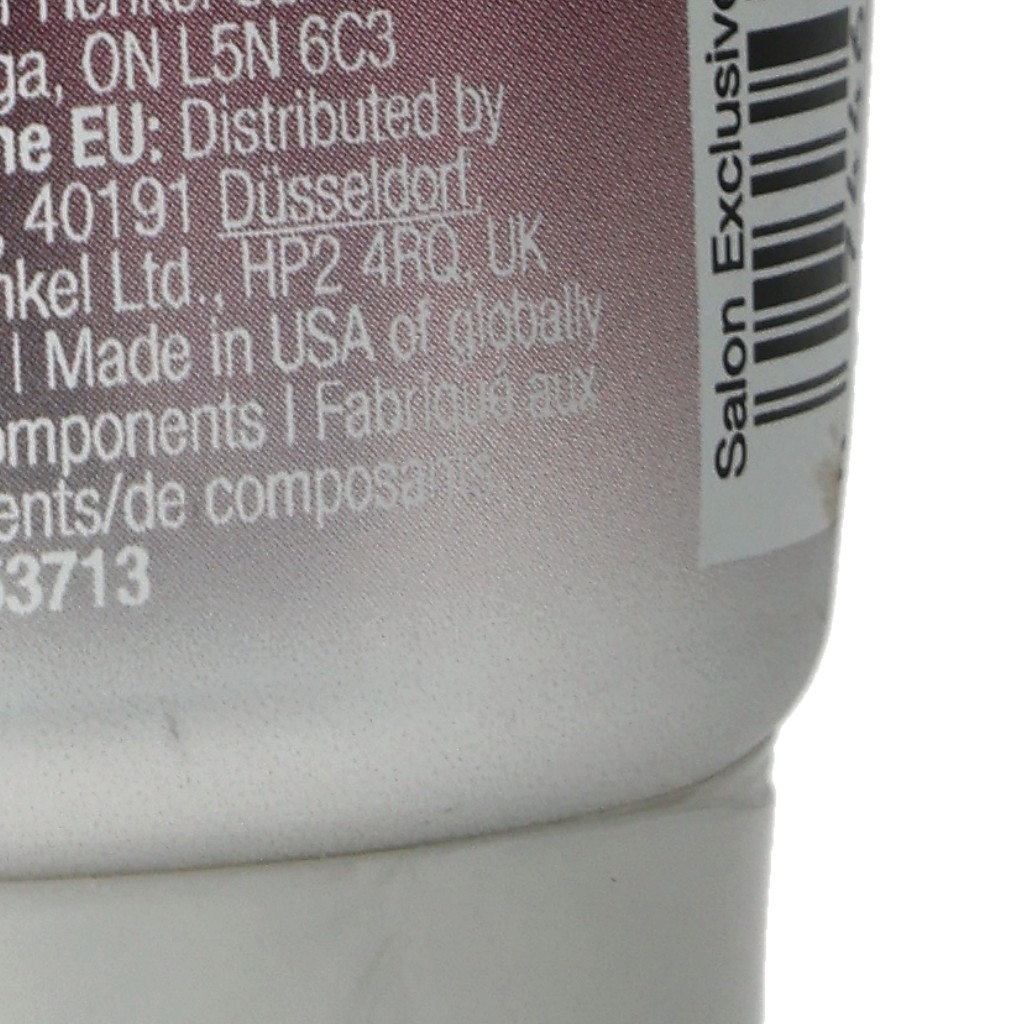 ga, ON L5N 6C3
he EU: Distributed by
, 40191 Düsseldorf
nkel Ltd., HP2 4RQ, UK
| Made in USA of globally
omponents | Fabriqué aux
ents/de composants
53713
Salon Exclusive